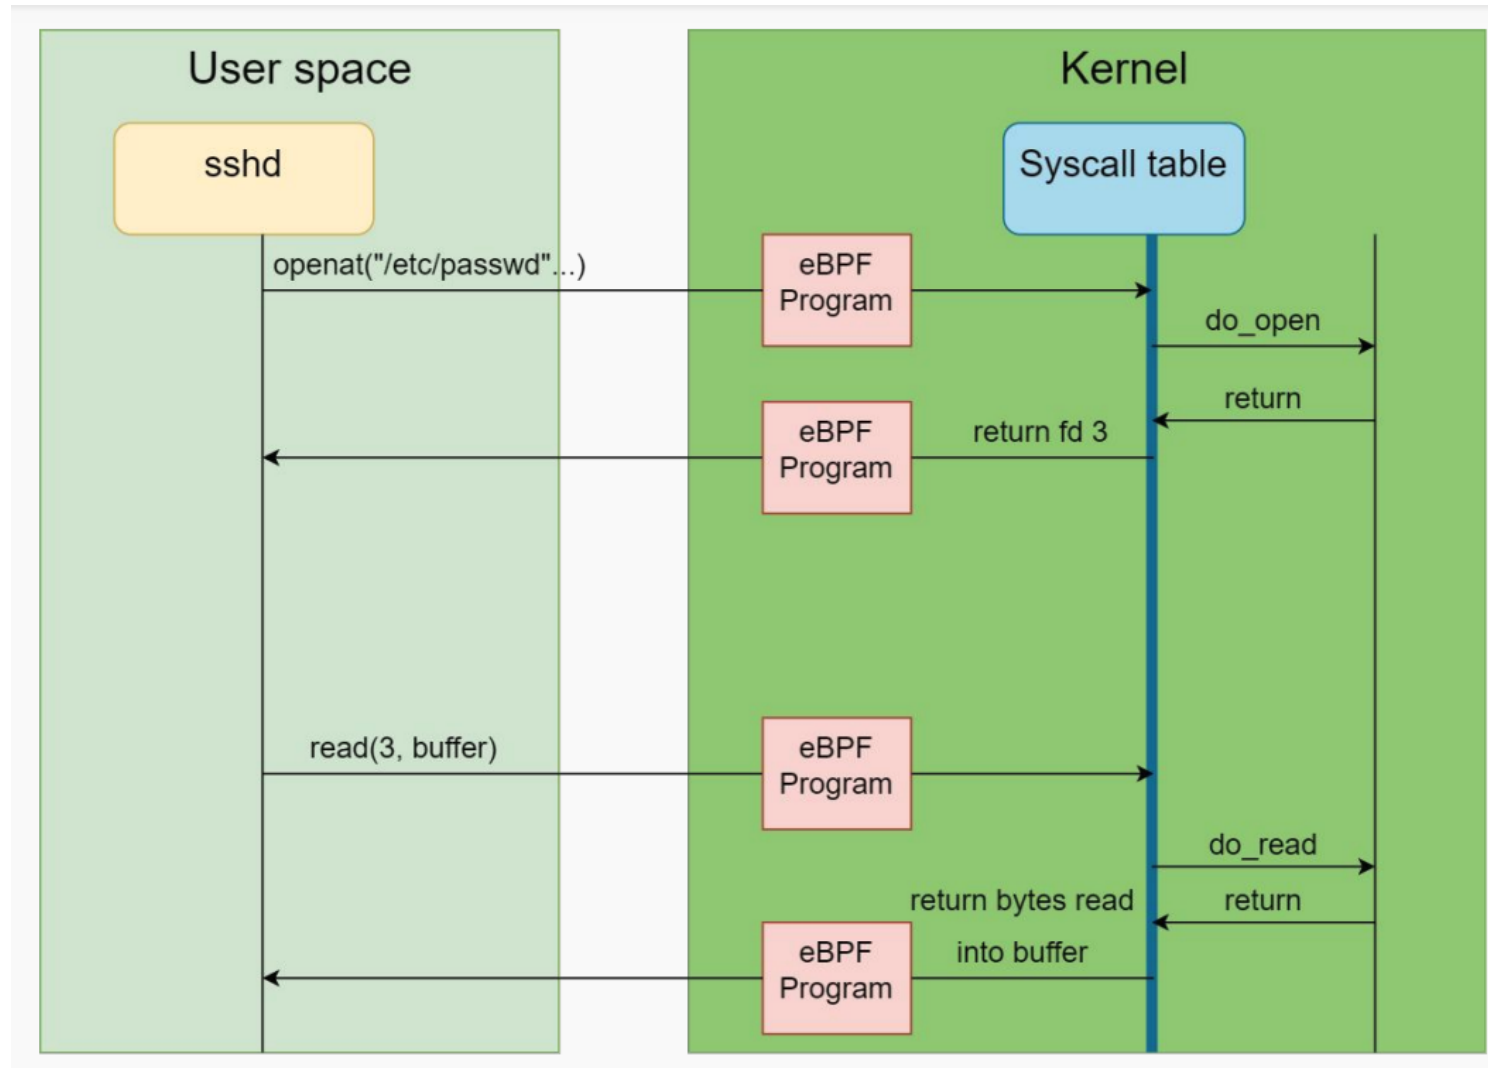 User space
Kernel
sshd
Syscall table
openat("/etc/passwd"...)
eBPF
Program
do_open
return
eBPF
Program
return fd 3
read(3, buffer)
eBPF
Program
do_read
return bytes read
return
eBPF
Program
into buffer